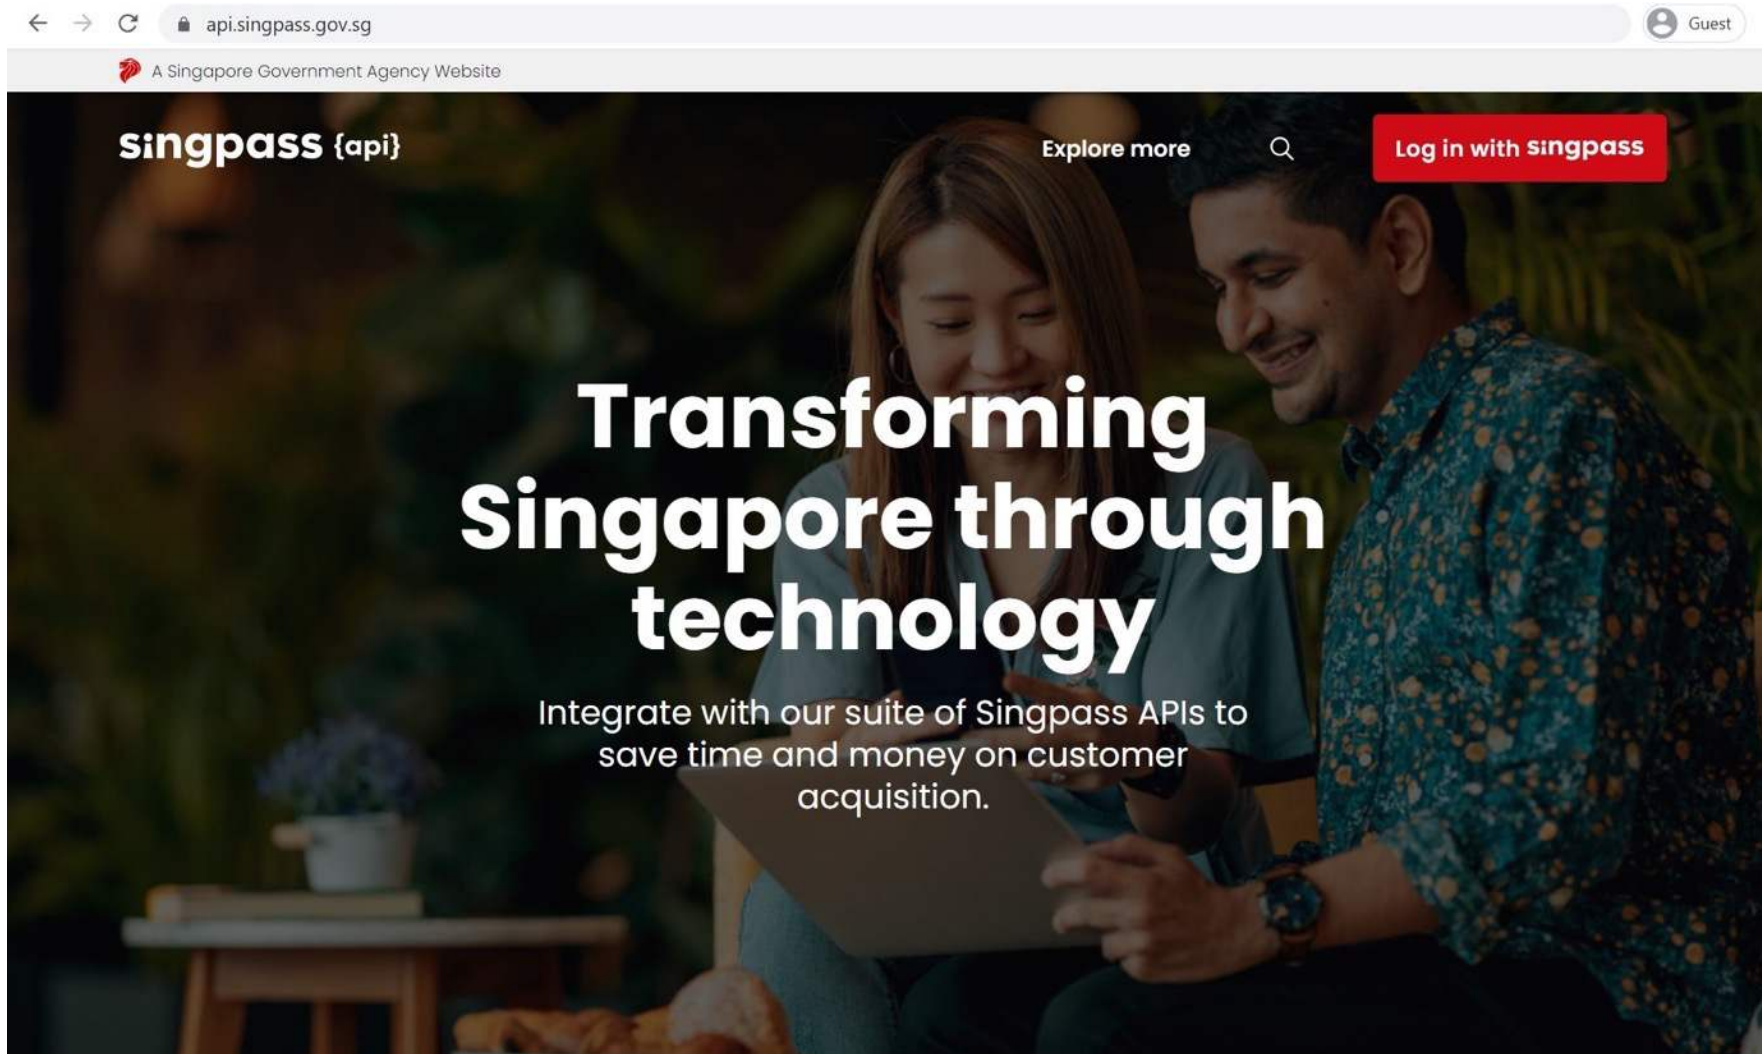 api.singpass.gov.sg
Guest
A Singapore Government Agency Website
singpass {api}
Explore more
Log in with singpass
Transforming
Singapore through
technology
Integrate with our suite of Singpass APIs to
save time and money on customer
acquisition.